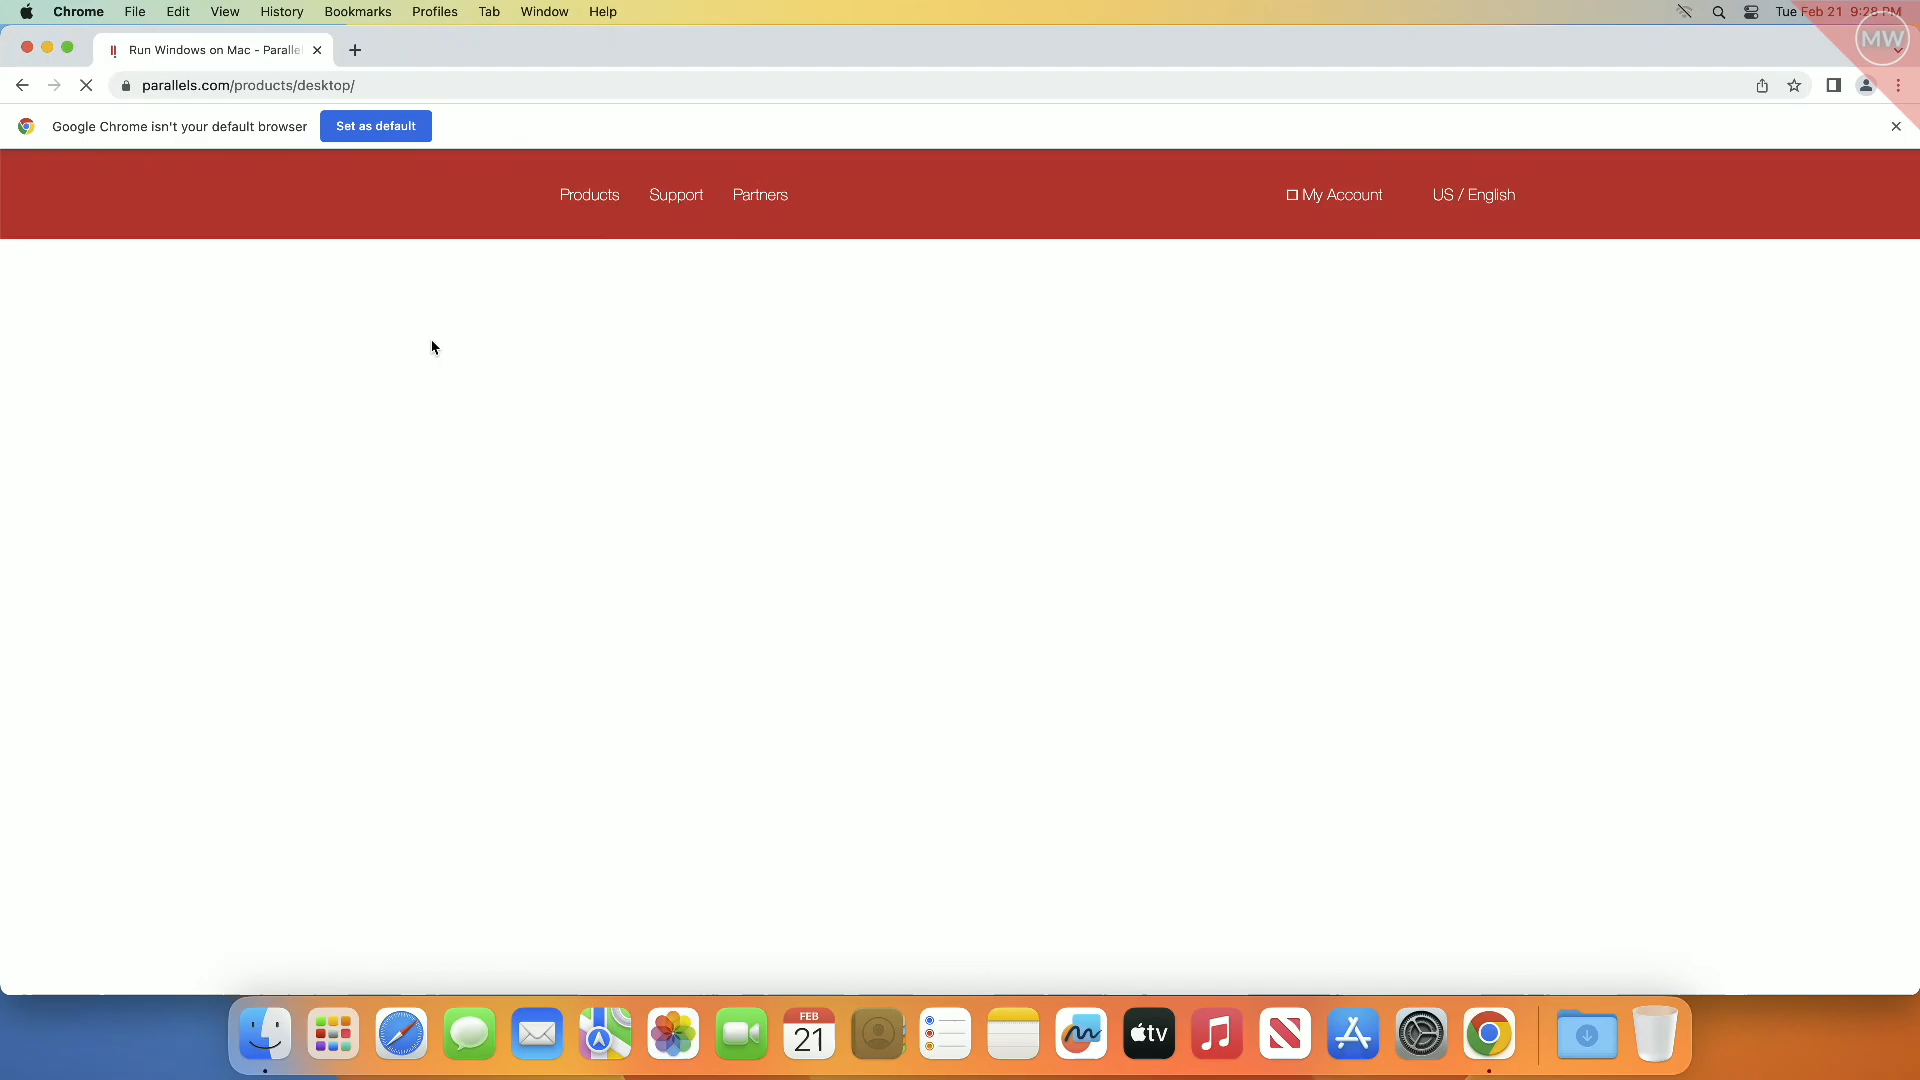 Chrome File Edit View History Bookmarks Profiles Tab Window Help Tue Feb 21 9:28 PM
MW
Run Windows on Mac - Paralle
parallels.com/products/desktop/
Google Chrome isn't your default browser Set as default
Products Support Partners My Account US / English
FEB
21
tv